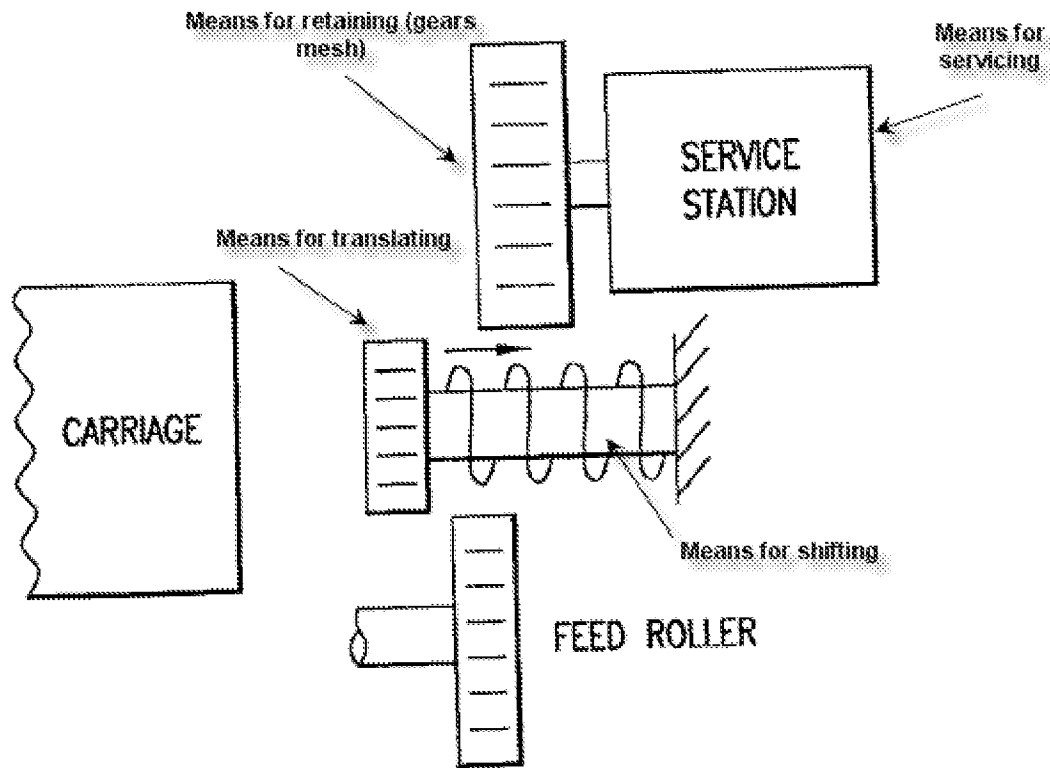 Means for retaining (gears
mesh)
Means for
servicing
SERVICE
STATION
Means for translating
CARRIAGE
Means for shifting
FEED ROLLER